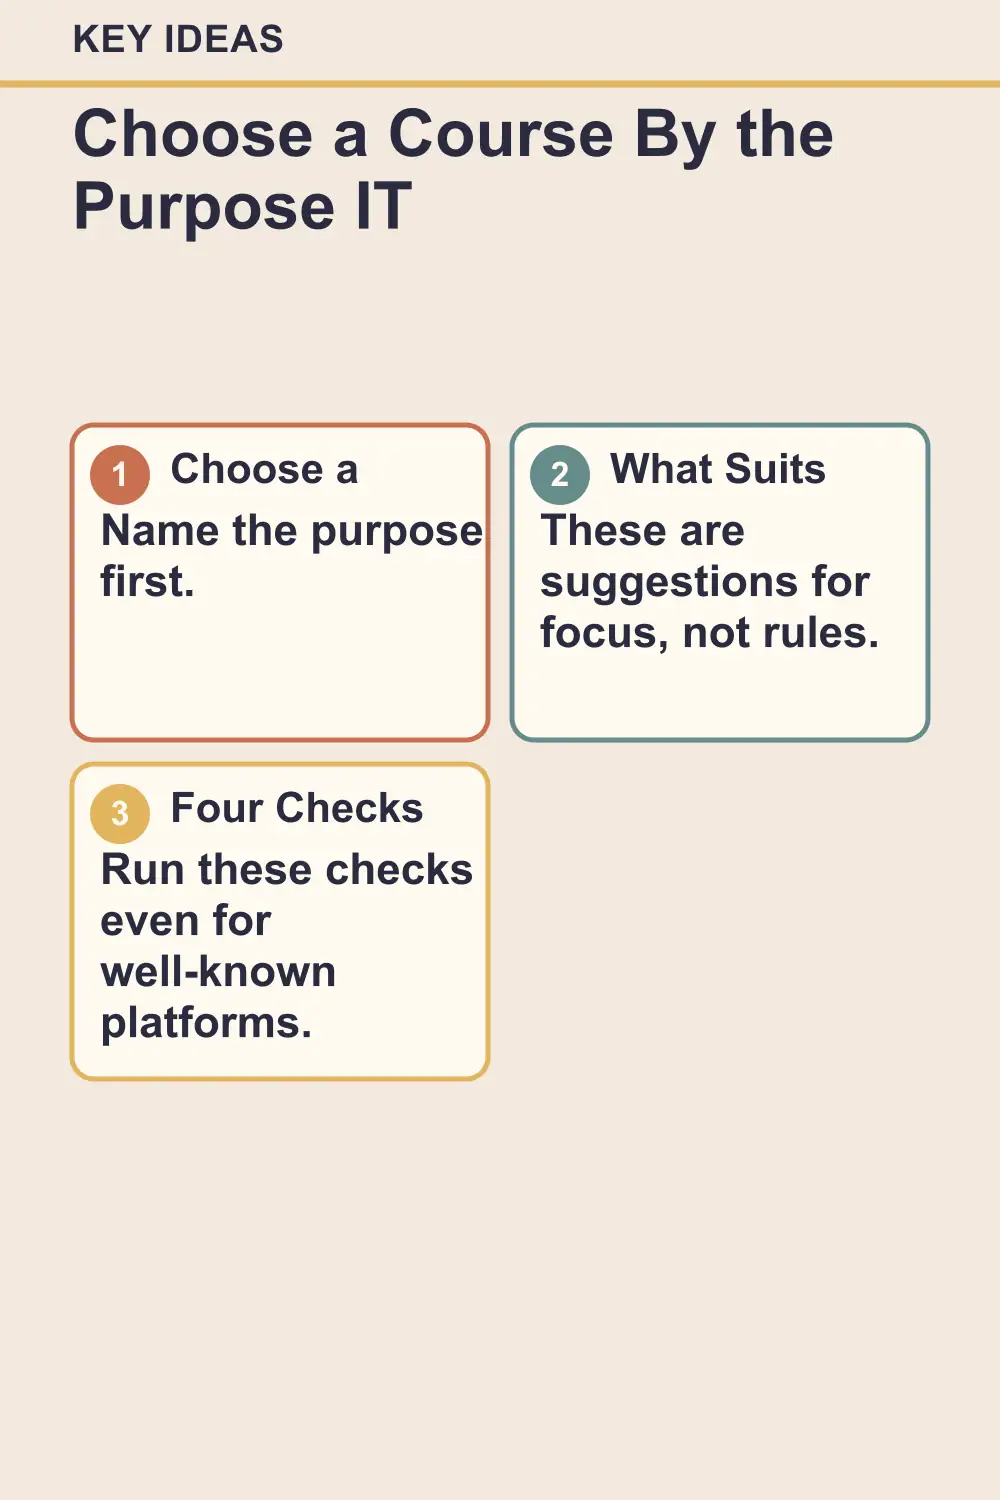 KEY IDEAS
Choose a Course By the
Purpose IT
1 Choose a
Name the purpose
first.
2 What Suits
These are
suggestions for
focus, not rules.
3 Four Checks
Run these checks
even for
well-known
platforms.